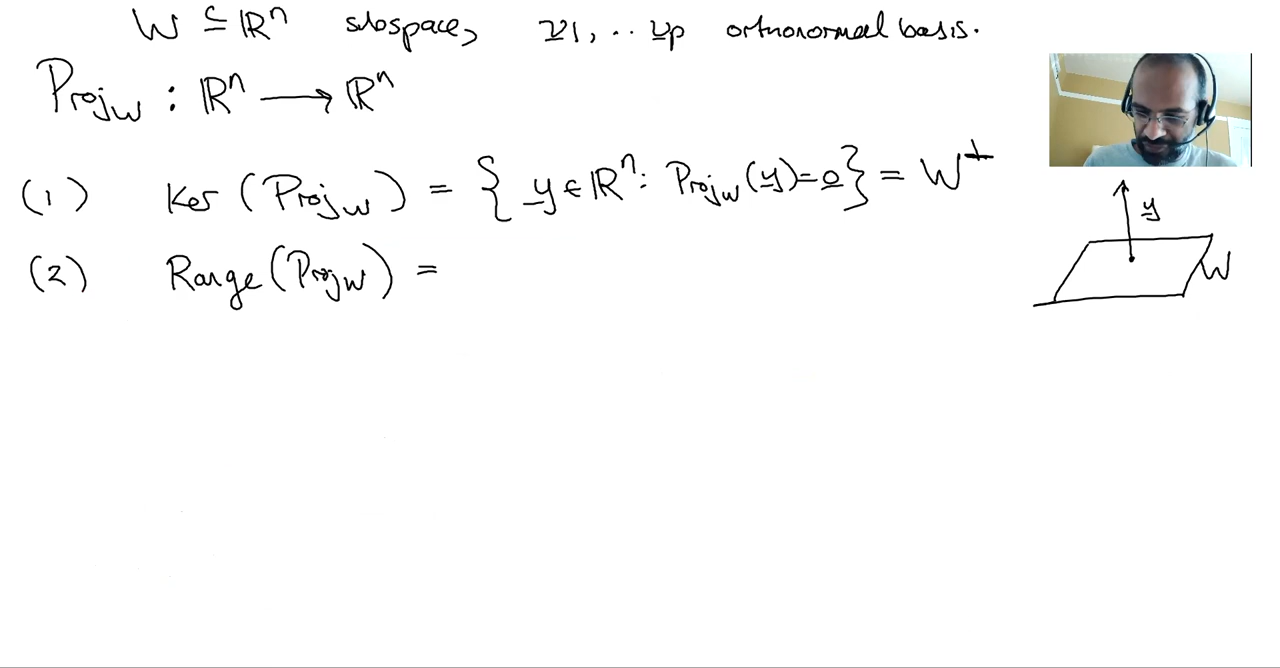 W ⊆ ℝⁿ subspace, v1, .. vp orthonormal basis.
Proj_W : ℝⁿ ⟶ ℝⁿ
(1) Ker (Proj_W) = { y ∈ ℝⁿ : Proj_W(y)=0 } = W^⊥
y
(2) Range(Proj_W) =
W